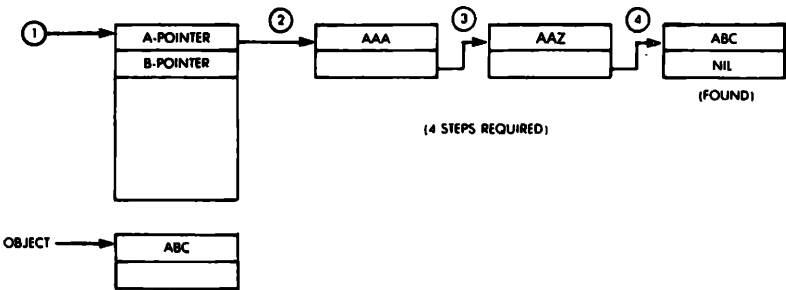 1
A-POINTER
B-POINTER
2
AAA
3
AAZ
4
ABC
NIL
(FOUND)
(4 STEPS REQUIRED)
OBJECT
ABC